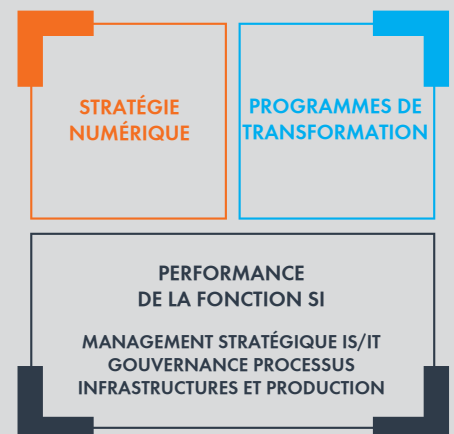 STRATÉGIE
NUMÉRIQUE
PROGRAMMES DE
TRANSFORMATION
PERFORMANCE
DE LA FONCTION SI
MANAGEMENT STRATÉGIQUE IS/IT
GOUVERNANCE PROCESSUS
INFRASTRUCTURES ET PRODUCTION